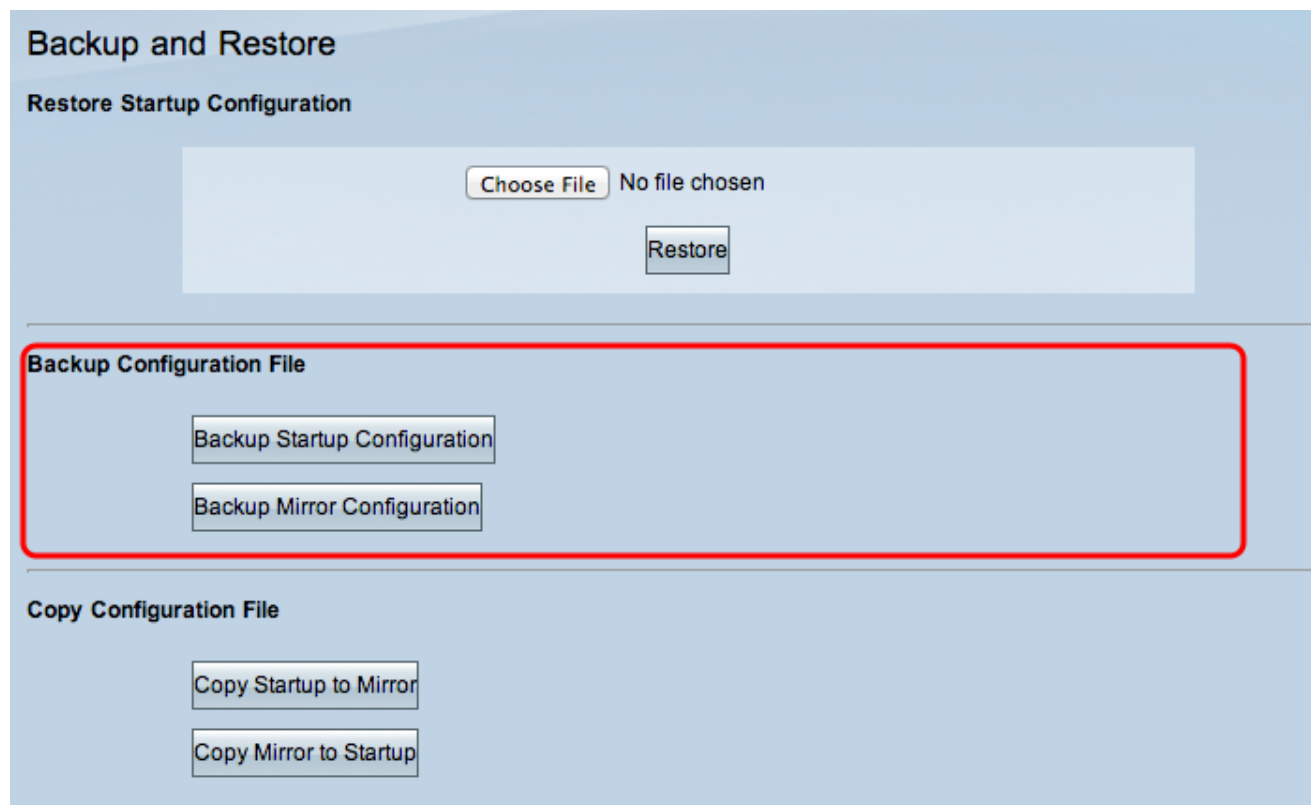 Backup and Restore
Restore Startup Configuration
Choose File No file chosen
Restore
Backup Configuration File
Backup Startup Configuration
Backup Mirror Configuration
Copy Configuration File
Copy Startup to Mirror
Copy Mirror to Startup